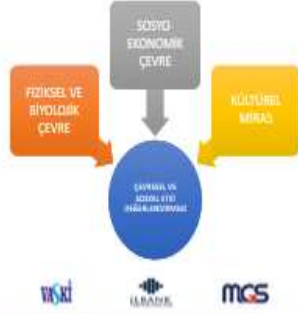 SOSYO
EKONOMİK
ÇEVRE
FİZİKSEL VE
BİYOLOJİK
ÇEVRE
KÜLTÜREL
MİRAS
ÇEVRESEL VE
SOSYAL ETKİ
DEĞERLENDİRMESİ
VASKİ
İLBANK
MGS